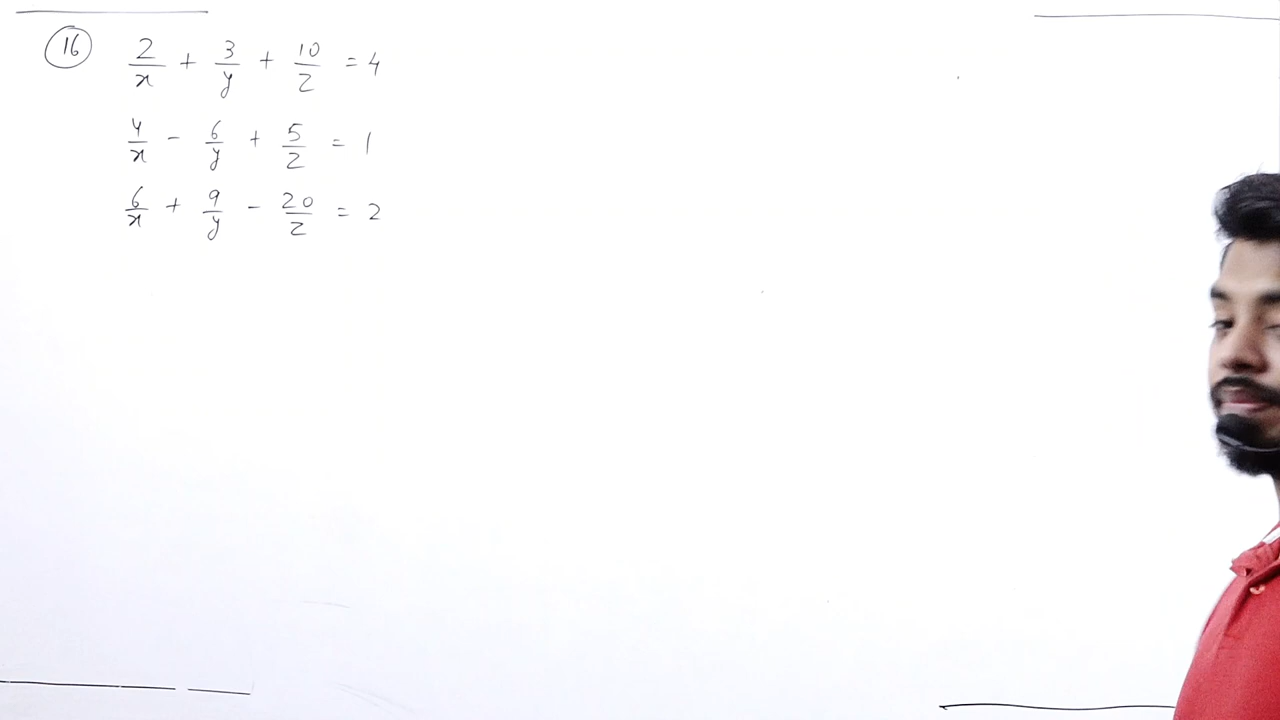 16 2/x + 3/y + 10/z = 4
4/x - 6/y + 5/z = 1
6/x + 9/y - 20/z = 2